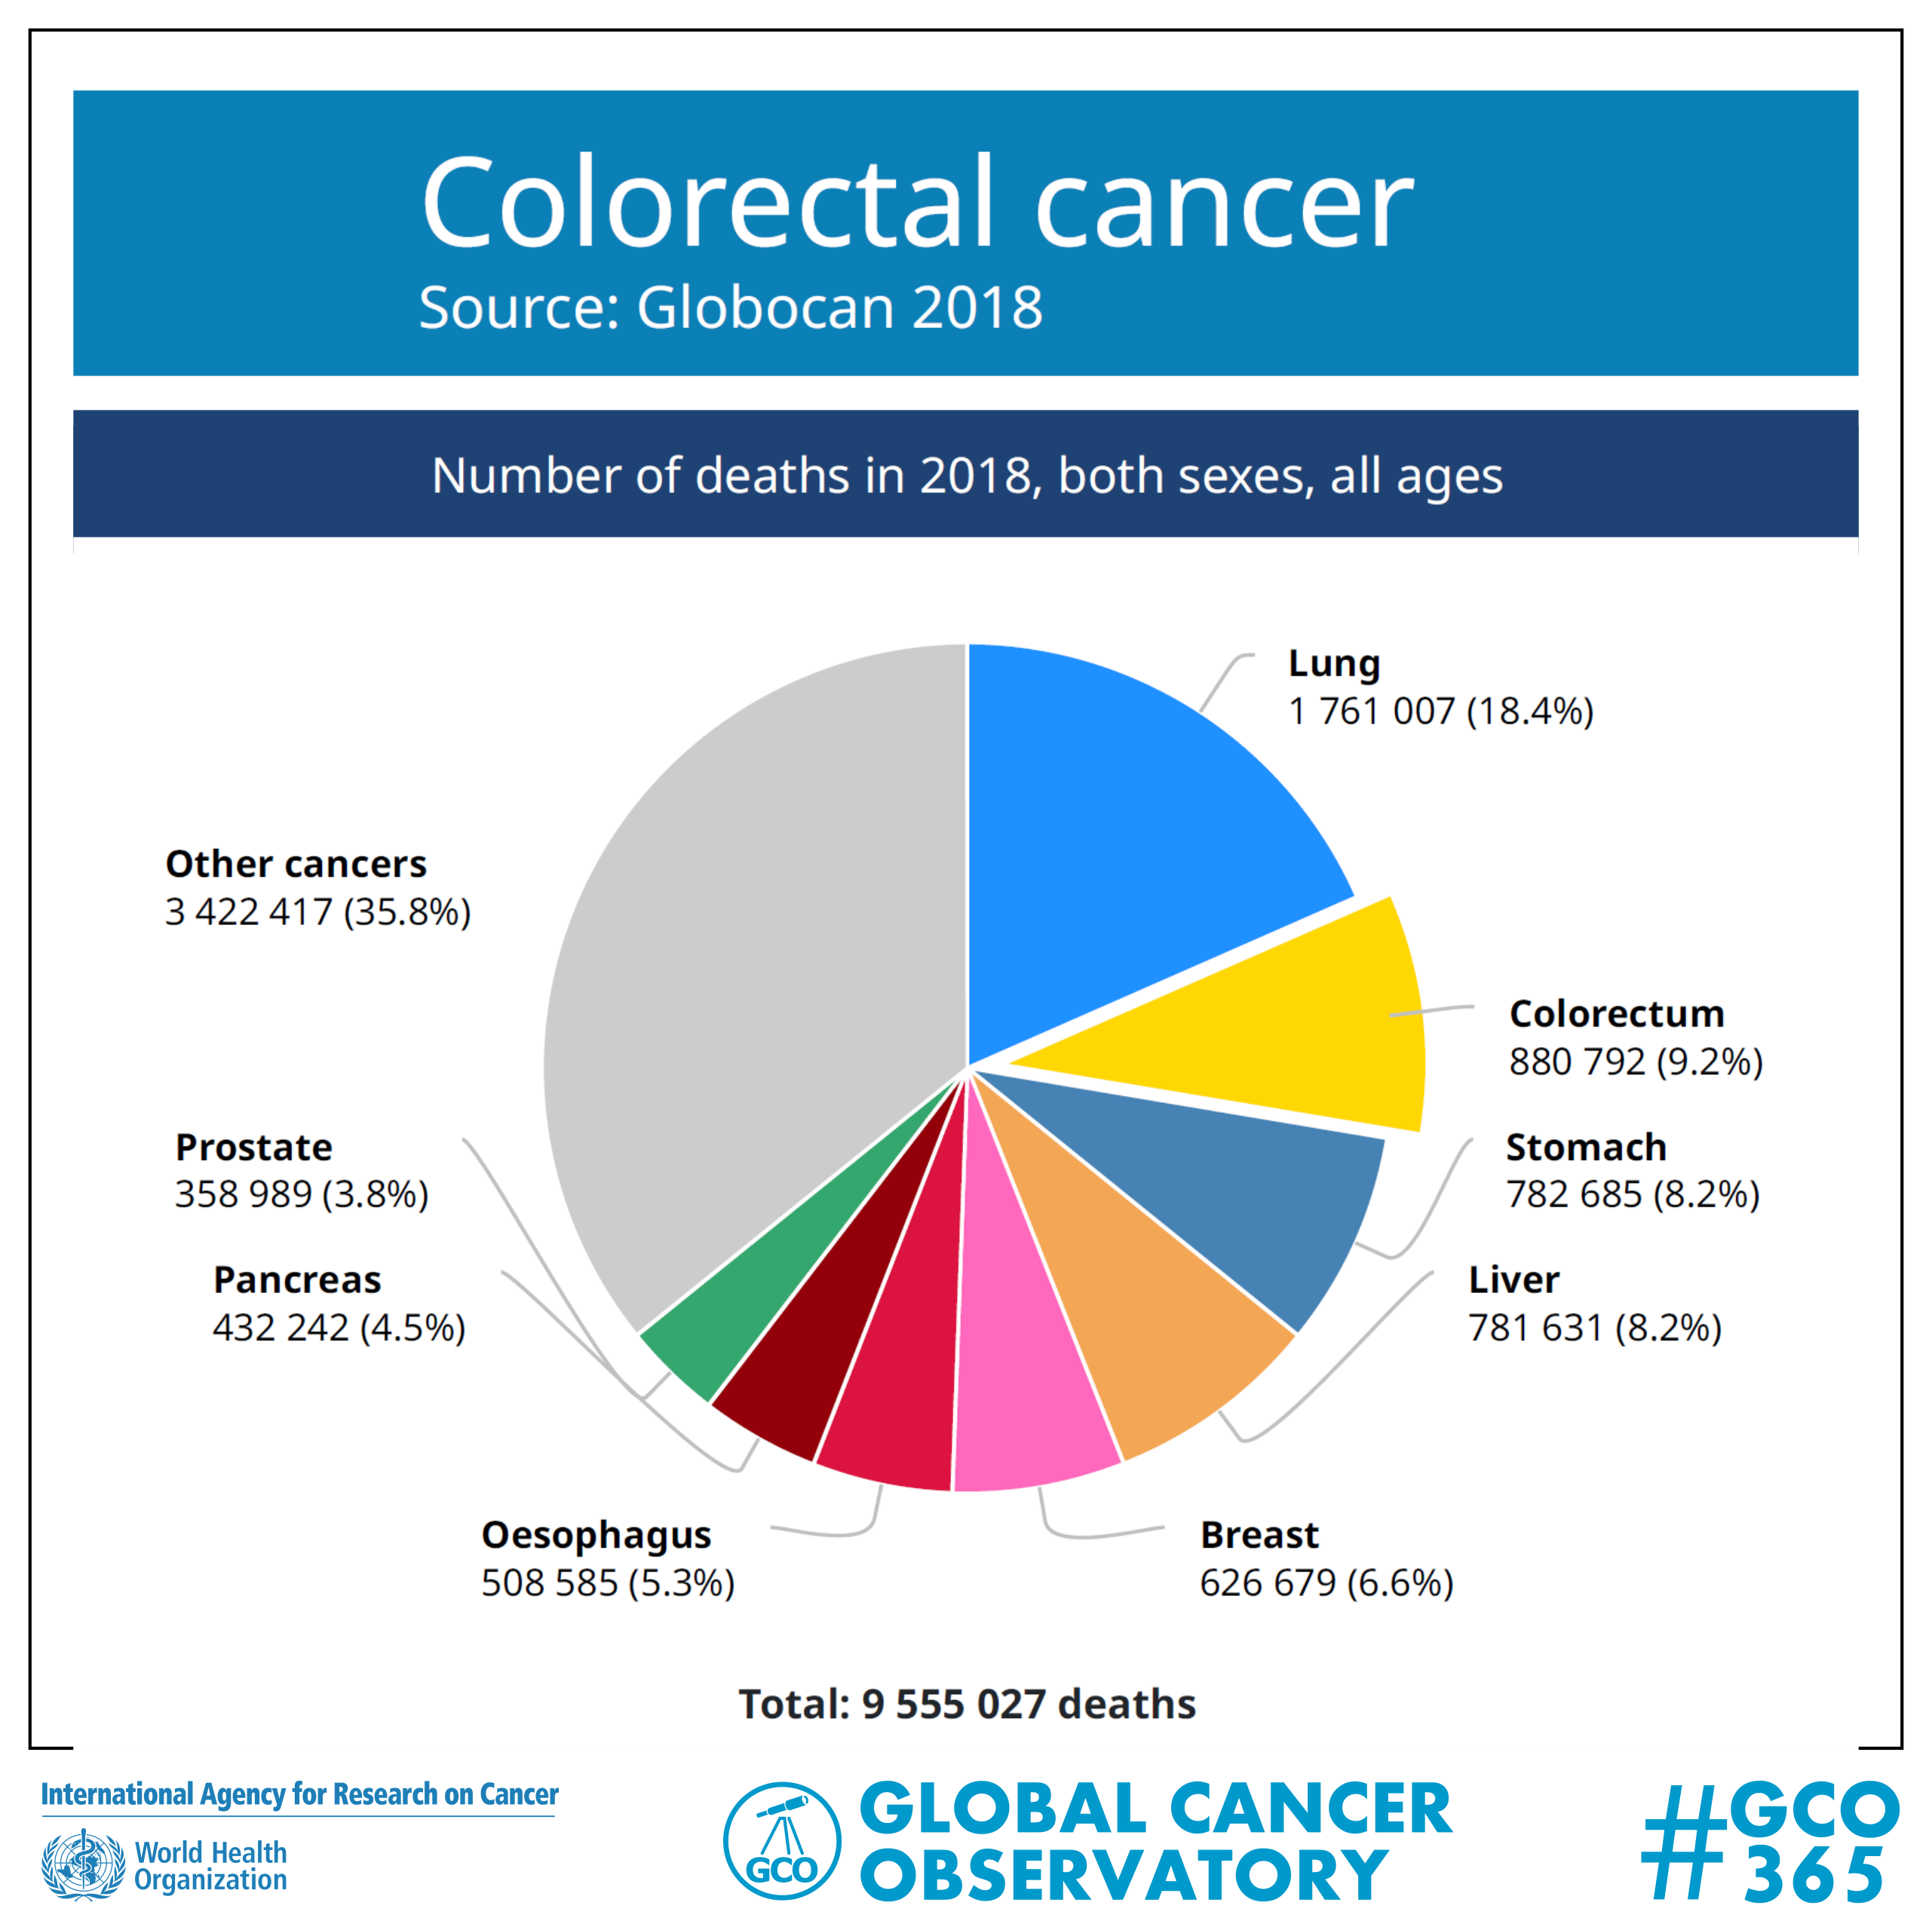 Colorectal cancer
Source: Globocan 2018
Number of deaths in 2018, both sexes, all ages
Lung
1 761 007 (18.4%)
Colorectum
880 792 (9.2%)
Stomach
782 685 (8.2%)
Liver
781 631 (8.2%)
Breast
626 679 (6.6%)
Oesophagus
508 585 (5.3%)
Pancreas
432 242 (4.5%)
Prostate
358 989 (3.8%)
Other cancers
3 422 417 (35.8%)
Total: 9 555 027 deaths
International Agency for Research on Cancer
World Health
Organization
GCO
GLOBAL CANCER
OBSERVATORY
#GCO
365